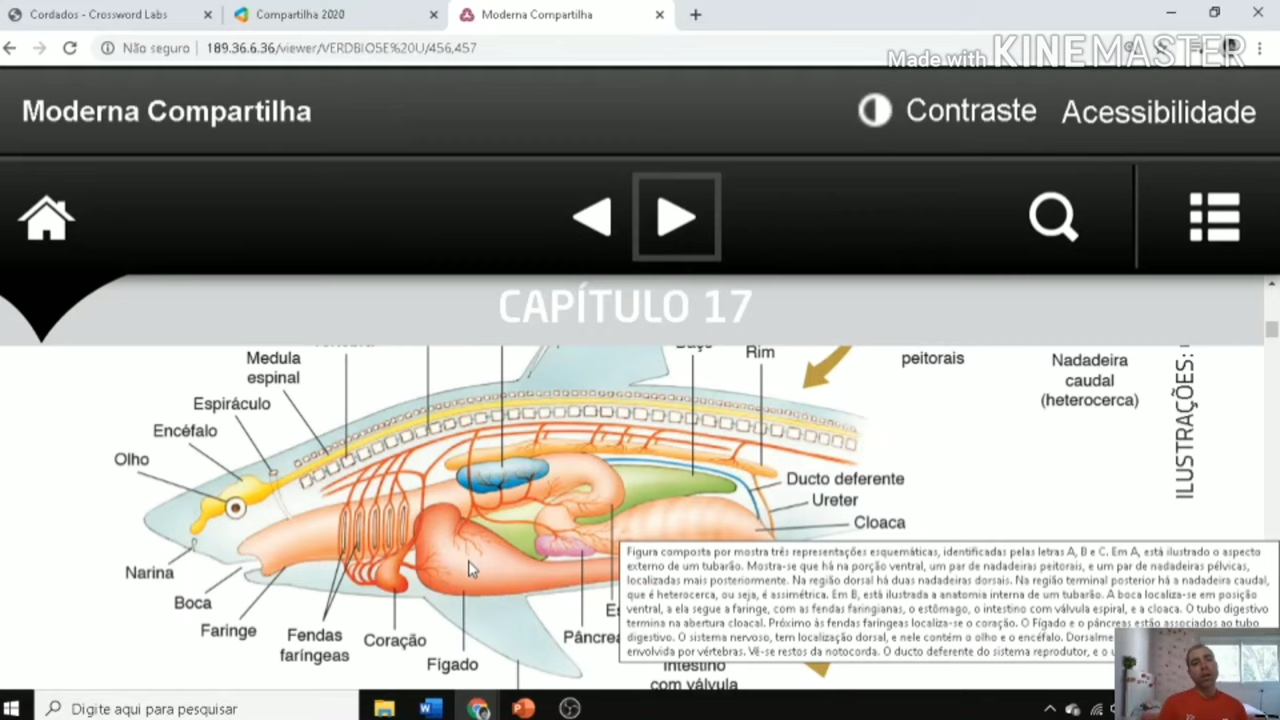 Cordados - Crossword Labs
Compartilha 2020
Moderna Compartilha
Não seguro
189.36.6.36/viewer/VERDBIOSE%20U/456,457
Made with KINEMASTER
Moderna Compartilha
Contraste
Acessibilidade
CAPÍTULO 17
Medula
espinal
Espiráculo
Encéfalo
Olho
Narina
Boca
Faringe
Fendas
faríngeas
Coração
Fígado
Baço
Rim
peitorais
Nadadeira
caudal
(heterocerca)
ILUSTRAÇÕES:
Ducto deferente
Ureter
Cloaca
Pâncrea
intestino
com válvula
Figura composta por mostra três representações esquemáticas, identificadas pelas letras A, B e C. Em A, está ilustrado o aspecto
externo de um tubarão. Mostra-se que há na porção ventral, um par de nadadeiras peitorais, e um par de nadadeiras pélvicas,
localizadas mais posteriormente. Na região dorsal há duas nadadeiras dorsais. Na região terminal posterior há a nadadeira caudal,
que é heterocerca, ou seja, é assimétrica. Em B, está ilustrada a anatomia interna de um tubarão. A boca localiza-se em posição
ventral, a ela segue a faringe, com as fendas faringianas, o estômago, o intestino com válvula espiral, e a cloaca. O tubo digestivo
termina na abertura cloacal. Próximo às fendas faríngeas localiza-se o coração. O Fígado e o pâncreas estão associados ao tubo
digestivo. O sistema nervoso, tem localização dorsal, e nele contém o olho e o encéfalo. Dorsalme
envolvida por vértebras. Vê-se restos da notocorda. O ducto deferente do sistema reprodutor, e o u
Digite aqui para pesquisar